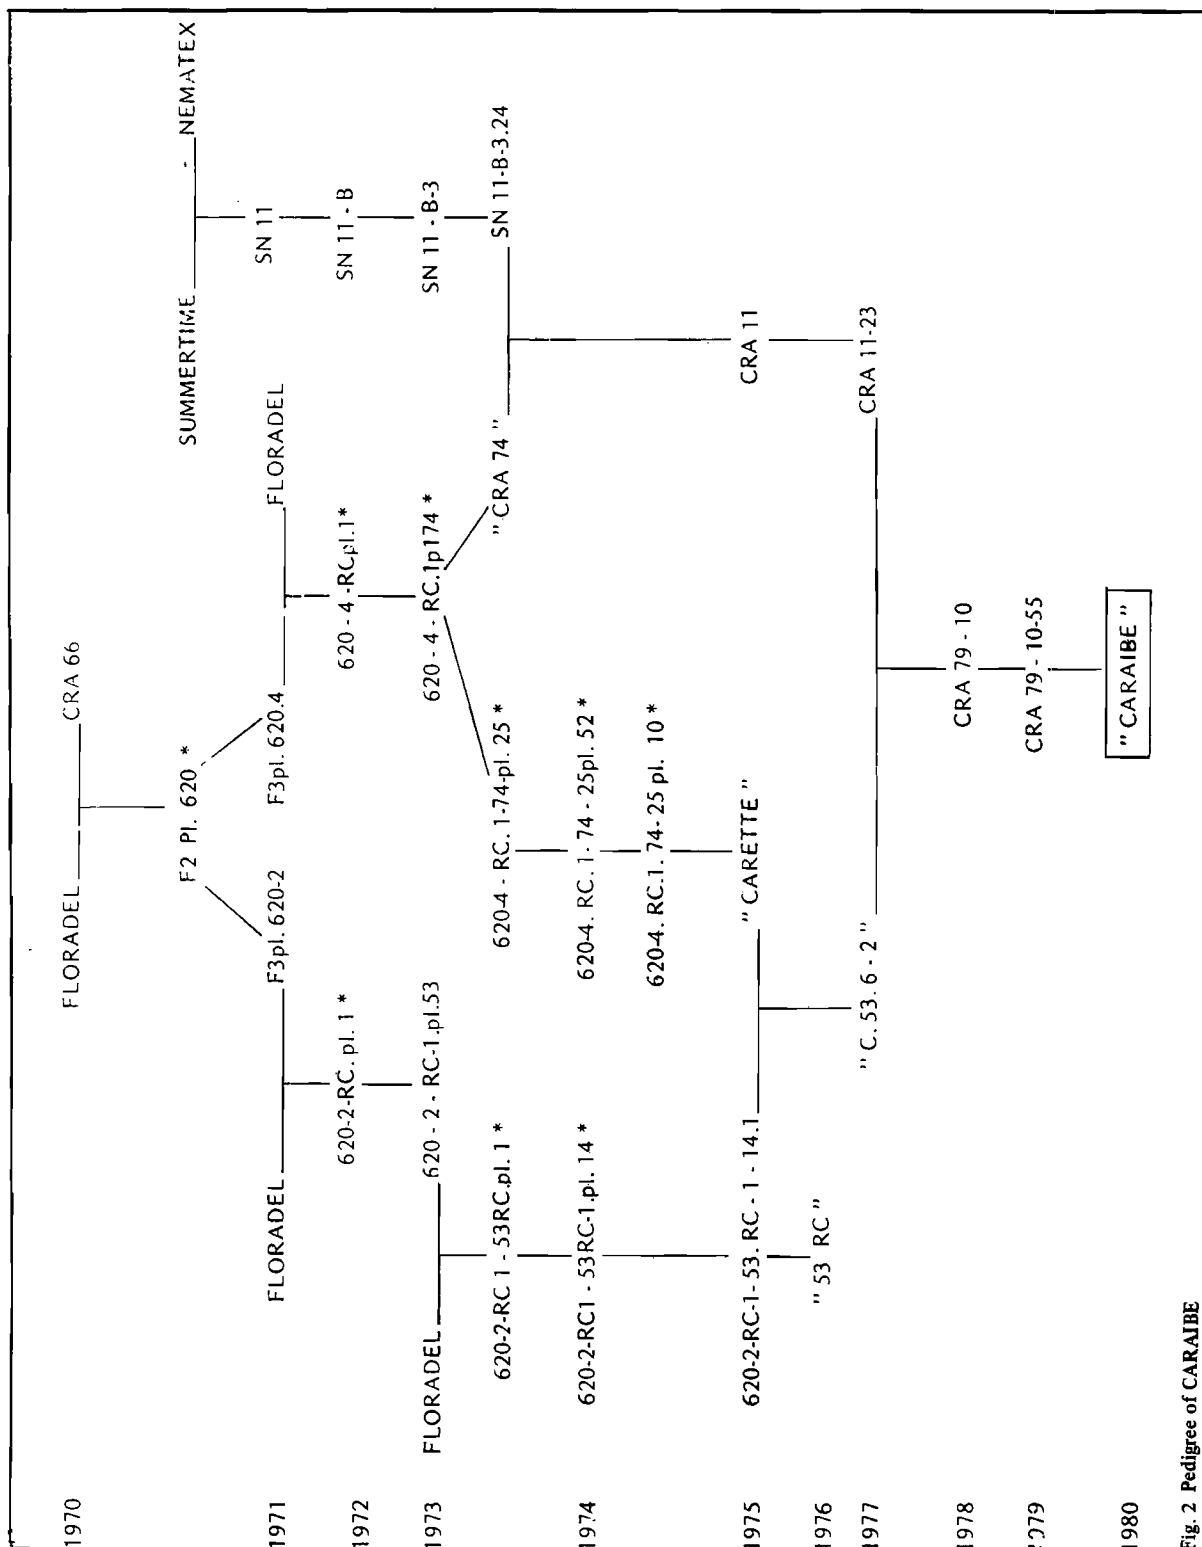 1970
FLORADEL CRA 66
F2 Pl. 620 *
SUMMERTIME NEMATEX
1971
FLORADEL F3pl. 620-2 F3pl. 620.4 FLORADEL SN 11
1972
620-2-RC. pl. 1 * 620 - 4 -RCpl.1* SN 11 - B
1973
FLORADEL 620 - 2 - RC-1.pl.53 620 - 4 - RC.1p174 * SN 11 - B-3
620-2-RC 1 - 53RC.pl. 1 * 620-4 - RC. 1-74-pl. 25 * " CRA 74 " SN 11-B-3.24
1974
620-2-RC1 - 53RC-1.pl. 14 * 620-4. RC. 1- 74 - 25pl. 52 *
620-4. RC.1. 74- 25 pl. 10 *
1975
620-2-RC-1- 53. RC - 1 - 14.1 " CARETTE " CRA 11
1976
" 53 RC "
1977
" C. 53. 6 - 2 " CRA 11-23
1978
CRA 79 - 10
1979
CRA 79 - 10-55
1980
" CARAIBE "
Fig. 2 Pedigree of CARAIBE